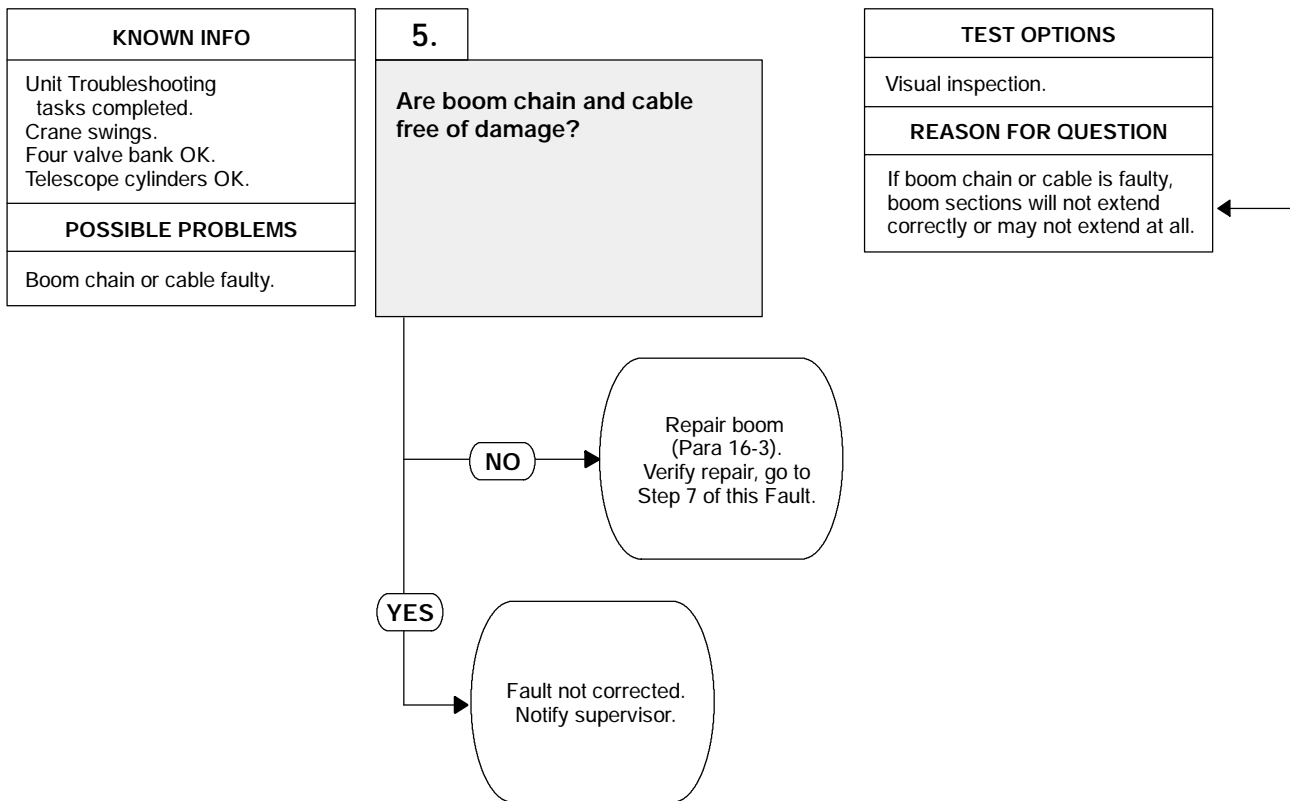 KNOWN INFO
Unit Troubleshooting
tasks completed.
Crane swings.
Four valve bank OK.
Telescope cylinders OK.
POSSIBLE PROBLEMS
Boom chain or cable faulty.
5.
Are boom chain and cable
free of damage?
TEST OPTIONS
Visual inspection.
REASON FOR QUESTION
If boom chain or cable is faulty,
boom sections will not extend
correctly or may not extend at all.
NO
Repair boom
(Para 16-3).
Verify repair, go to
Step 7 of this Fault.
YES
Fault not corrected.
Notify supervisor.